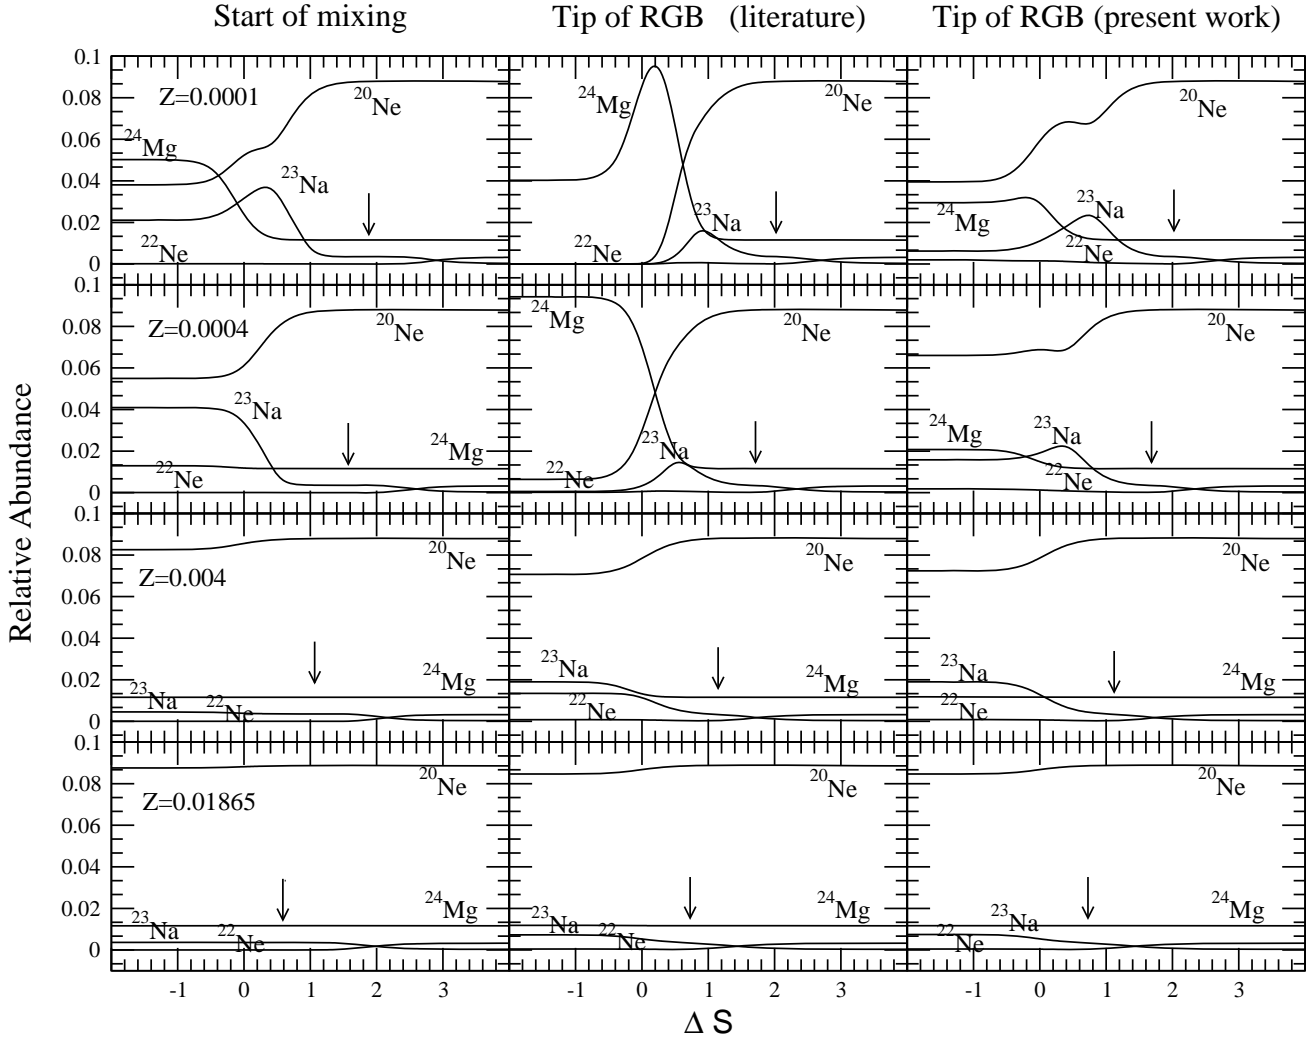 Start of mixing
Tip of RGB (literature)
Tip of RGB (present work)
Relative Abundance
0.1
0.08
0.06
0.04
0.02
0
Z=0.0001
24Mg
20Ne
23Na
22Ne
24Mg
20Ne
23Na
22Ne
20Ne
24Mg
23Na
22Ne
0.1
0.08
0.06
0.04
0.02
0
Z=0.0004
20Ne
23Na
24Mg
22Ne
24Mg
20Ne
23Na
22Ne
20Ne
24Mg
23Na
22Ne
0.1
0.08
0.06
0.04
0.02
0
Z=0.004
20Ne
24Mg
23Na
22Ne
20Ne
23Na
24Mg
22Ne
20Ne
23Na
24Mg
22Ne
0.1
0.08
0.06
0.04
0.02
0
Z=0.01865
20Ne
24Mg
23Na
22Ne
20Ne
24Mg
23Na
22Ne
20Ne
24Mg
23Na
22Ne
-1 0 1 2 3
-1 0 1 2 3
-1 0 1 2 3
Δ S